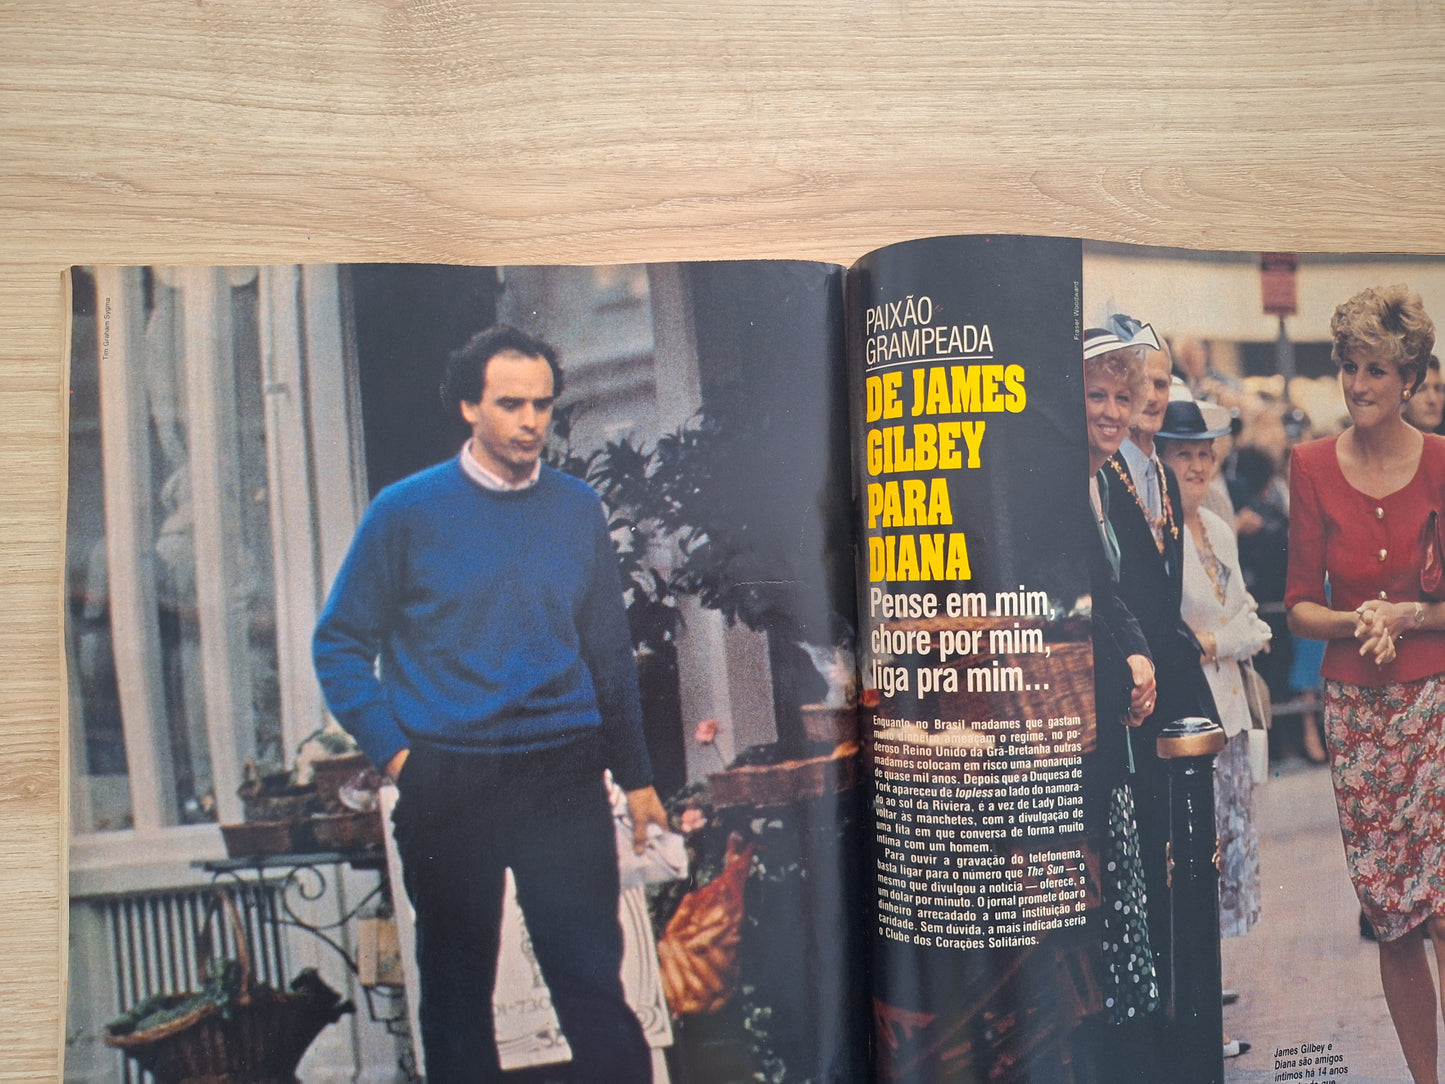 Tim Graham Sygma
PAIXÃO
GRAMPEADA
DE JAMES
GILBEY
PARA
DIANA
Pense em mim,
chore por mim,
liga pra mim...
Enquanto no Brasil madames que gastam
muito dinheiro ameaçam o regime, no po-
deroso Reino Unido da Grã-Bretanha outras
madames colocam em risco uma monarquia
de quase mil anos. Depois que a Duquesa de
York apareceu de topless ao lado do namora-
do ao sol da Riviera, é a vez de Lady Diana
voltar às manchetes, com a divulgação de
uma fita em que conversa de forma muito
íntima com um homem.
Para ouvir a gravação do telefonema,
basta ligar para o número que The Sun — o
mesmo que divulgou a notícia — oferece, a
um dólar por minuto. O jornal promete doar o
dinheiro arrecadado a uma instituição de
caridade. Sem dúvida, a mais indicada seria
o Clube dos Corações Solitários.
Fraser Woodward
James Gilbey e
Diana são amigos
íntimos há 14 anos